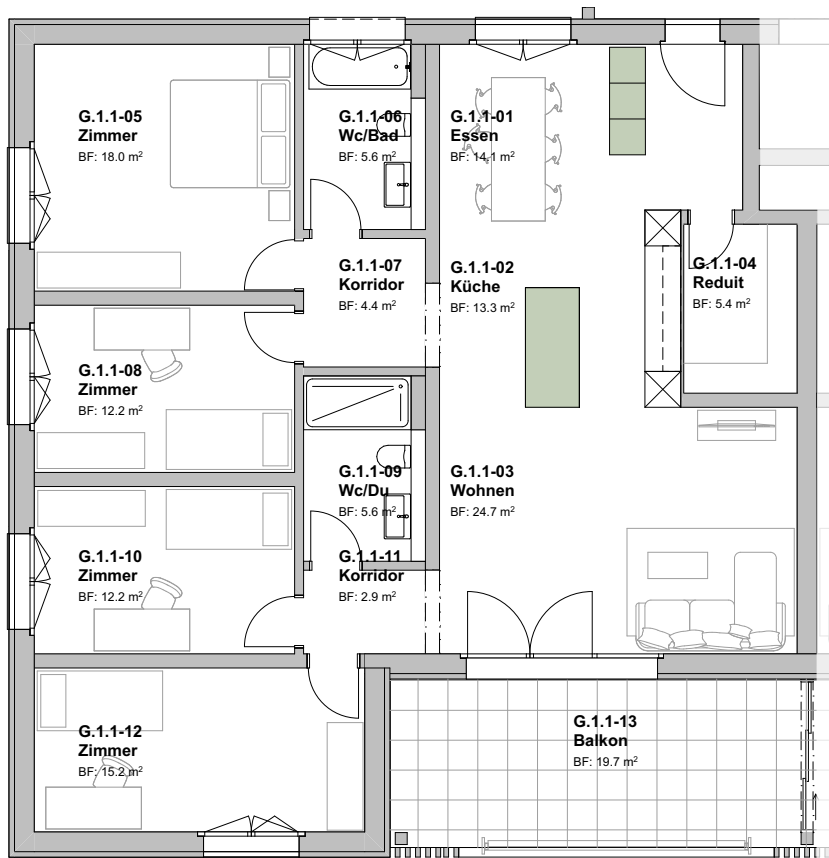 G.1.1-05
Zimmer
BF: 18.0 m²
G.1.1-06
Wc/Bad
BF: 5.6 m²
G.1.1-01
Essen
BF: 14.1 m²
G.1.1-07
Korridor
BF: 4.4 m²
G.1.1-02
Küche
BF: 13.3 m²
G.1.1-04
Reduit
BF: 5.4 m²
G.1.1-08
Zimmer
BF: 12.2 m²
G.1.1-09
Wc/Du
BF: 5.6 m²
G.1.1-03
Wohnen
BF: 24.7 m²
G.1.1-10
Zimmer
BF: 12.2 m²
G.1.1-11
Korridor
BF: 2.9 m²
G.1.1-12
Zimmer
BF: 15.2 m²
G.1.1-13
Balkon
BF: 19.7 m²